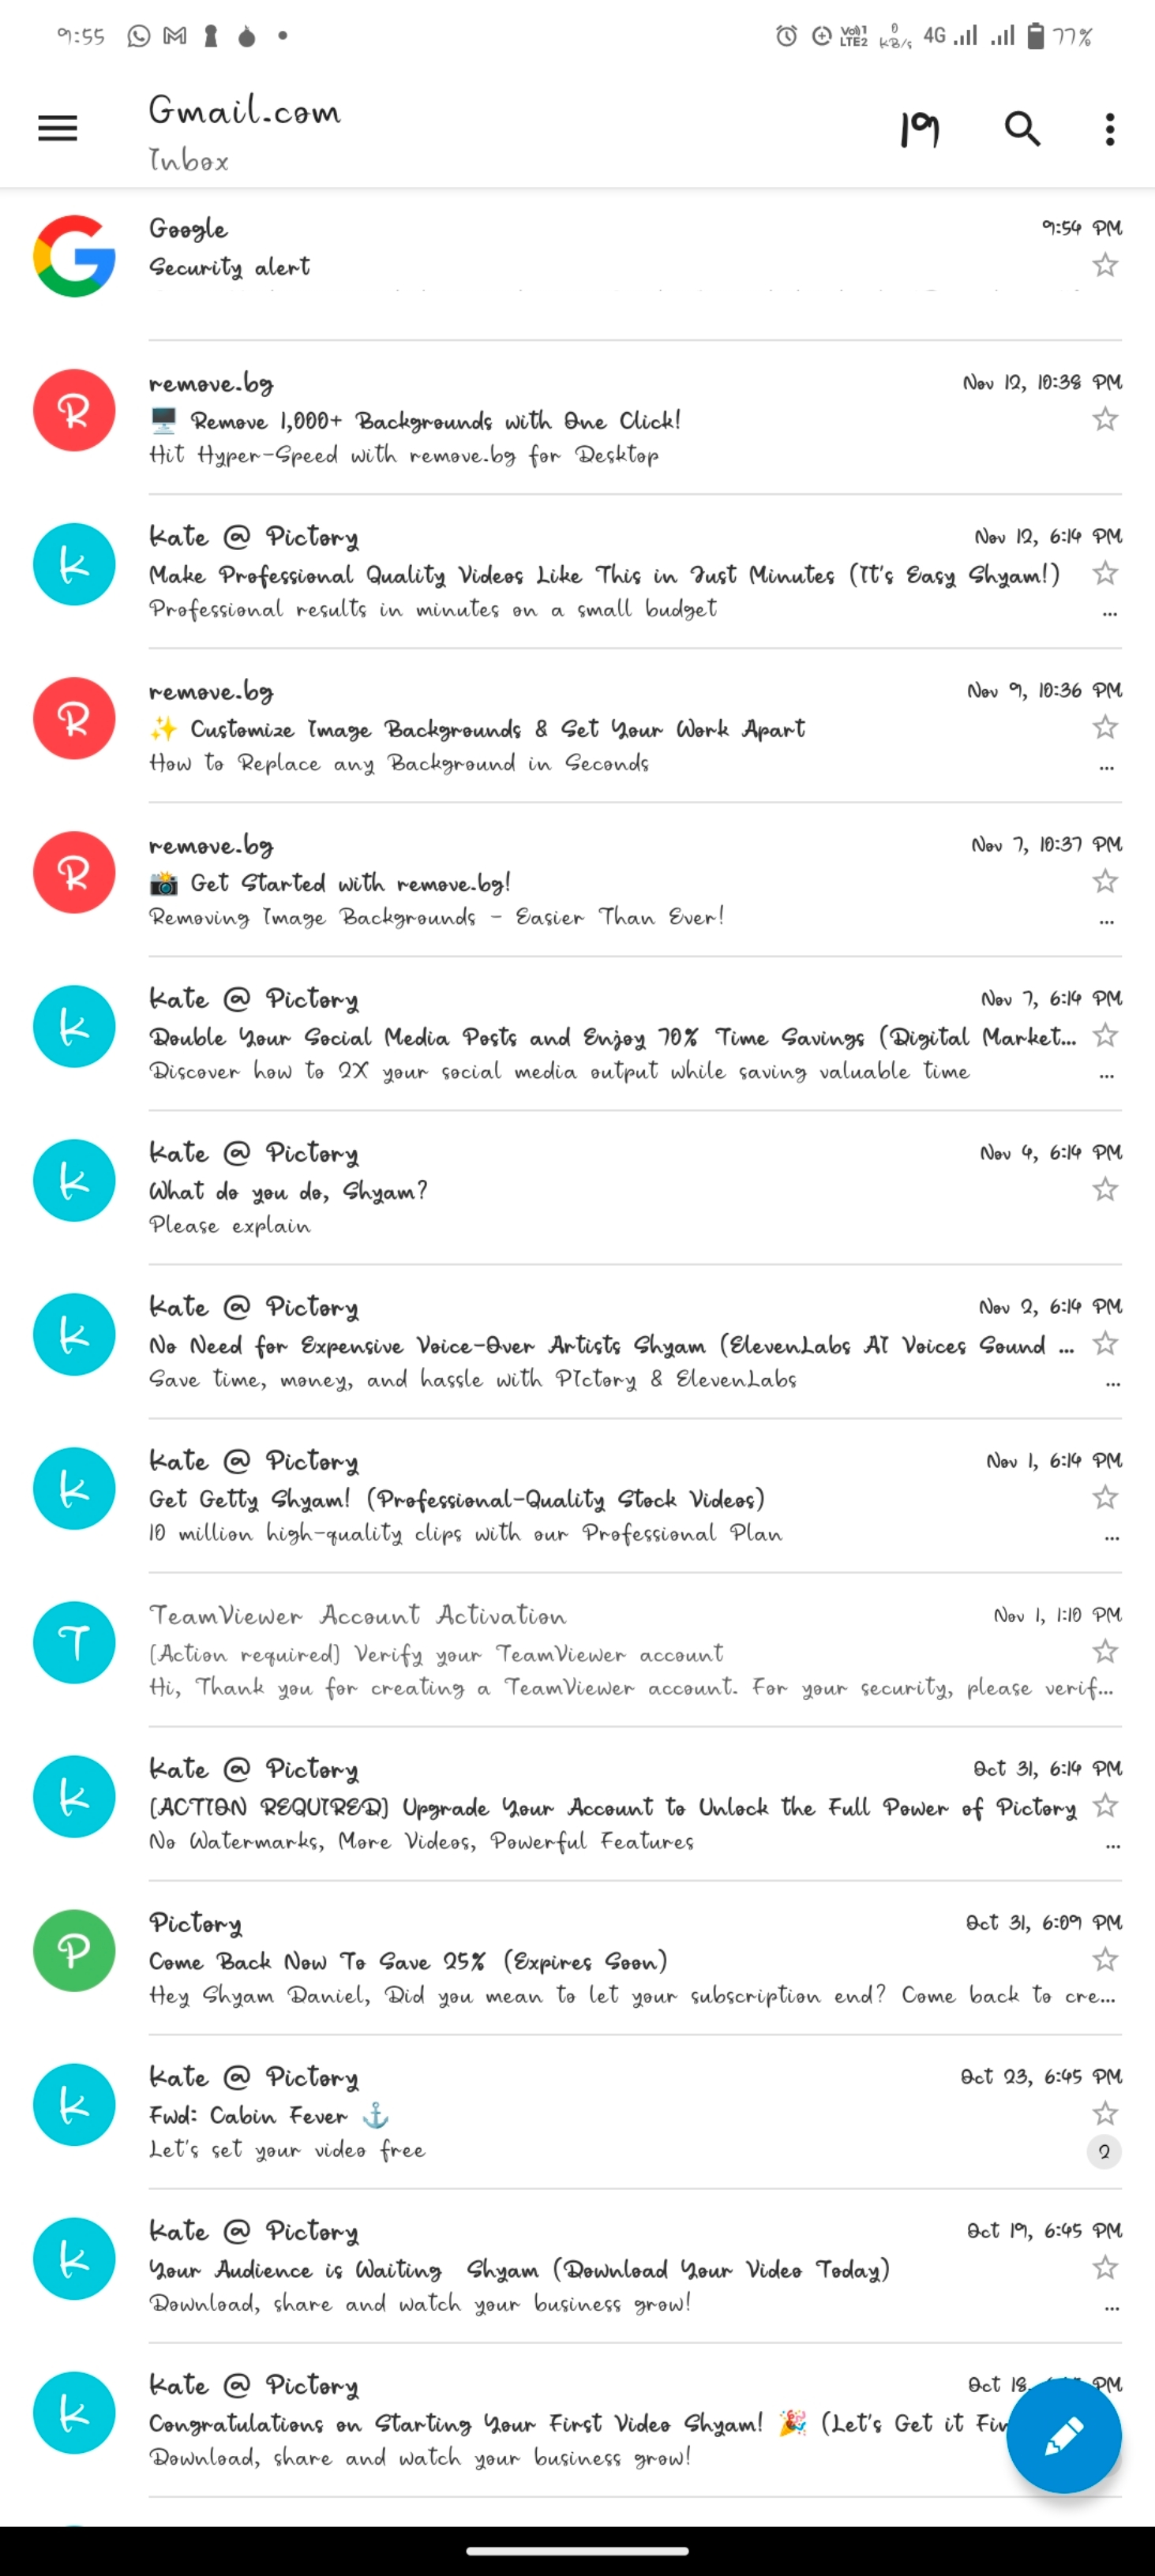 9:55 Vo))1 LTE2 0 KB/s 4G 77%
Gmail.com 19
Inbox
Google 9:54 PM
Security alert
R remove.bg Nov 12, 10:38 PM
🖥️ Remove 1,000+ Backgrounds with One Click!
Hit Hyper-Speed with remove.bg for Desktop
K Kate @ Pictory Nov 12, 6:14 PM
Make Professional Quality Videos Like This in Just Minutes (It's Easy Shyam!)
Professional results in minutes on a small budget ...
R remove.bg Nov 9, 10:36 PM
✨ Customize Image Backgrounds & Set Your Work Apart
How to Replace any Background in Seconds ...
R remove.bg Nov 7, 10:37 PM
📸 Get Started with remove.bg!
Removing Image Backgrounds - Easier Than Ever! ...
K Kate @ Pictory Nov 7, 6:14 PM
Double Your Social Media Posts and Enjoy 70% Time Savings (Digital Market...
Discover how to 2X your social media output while saving valuable time ...
K Kate @ Pictory Nov 4, 6:14 PM
What do you do, Shyam?
Please explain
K Kate @ Pictory Nov 2, 6:14 PM
No Need for Expensive Voice-Over Artists Shyam (ElevenLabs AI Voices Sound ...
Save time, money, and hassle with PIctory & ElevenLabs ...
K Kate @ Pictory Nov 1, 6:14 PM
Get Getty Shyam! (Professional-Quality Stock Videos)
10 million high-quality clips with our Professional Plan ...
T TeamViewer Account Activation Nov 1, 1:10 PM
[Action required] Verify your TeamViewer account
Hi, Thank you for creating a TeamViewer account. For your security, please verif...
K Kate @ Pictory Oct 31, 6:14 PM
[ACTION REQUIRED] Upgrade Your Account to Unlock the Full Power of Pictory
No Watermarks, More Videos, Powerful Features ...
P Pictory Oct 31, 6:09 PM
Come Back Now To Save 25% (Expires Soon)
Hey Shyam Daniel, Did you mean to let your subscription end? Come back to cre...
K Kate @ Pictory Oct 23, 6:45 PM
Fwd: Cabin Fever ⚓
Let's set your video free 2
K Kate @ Pictory Oct 19, 6:45 PM
Your Audience is Waiting Shyam (Download Your Video Today)
Download, share and watch your business grow! ...
K Kate @ Pictory Oct 18, PM
Congratulations on Starting Your First Video Shyam! 🎉 (Let's Get it Fin
Download, share and watch your business grow!